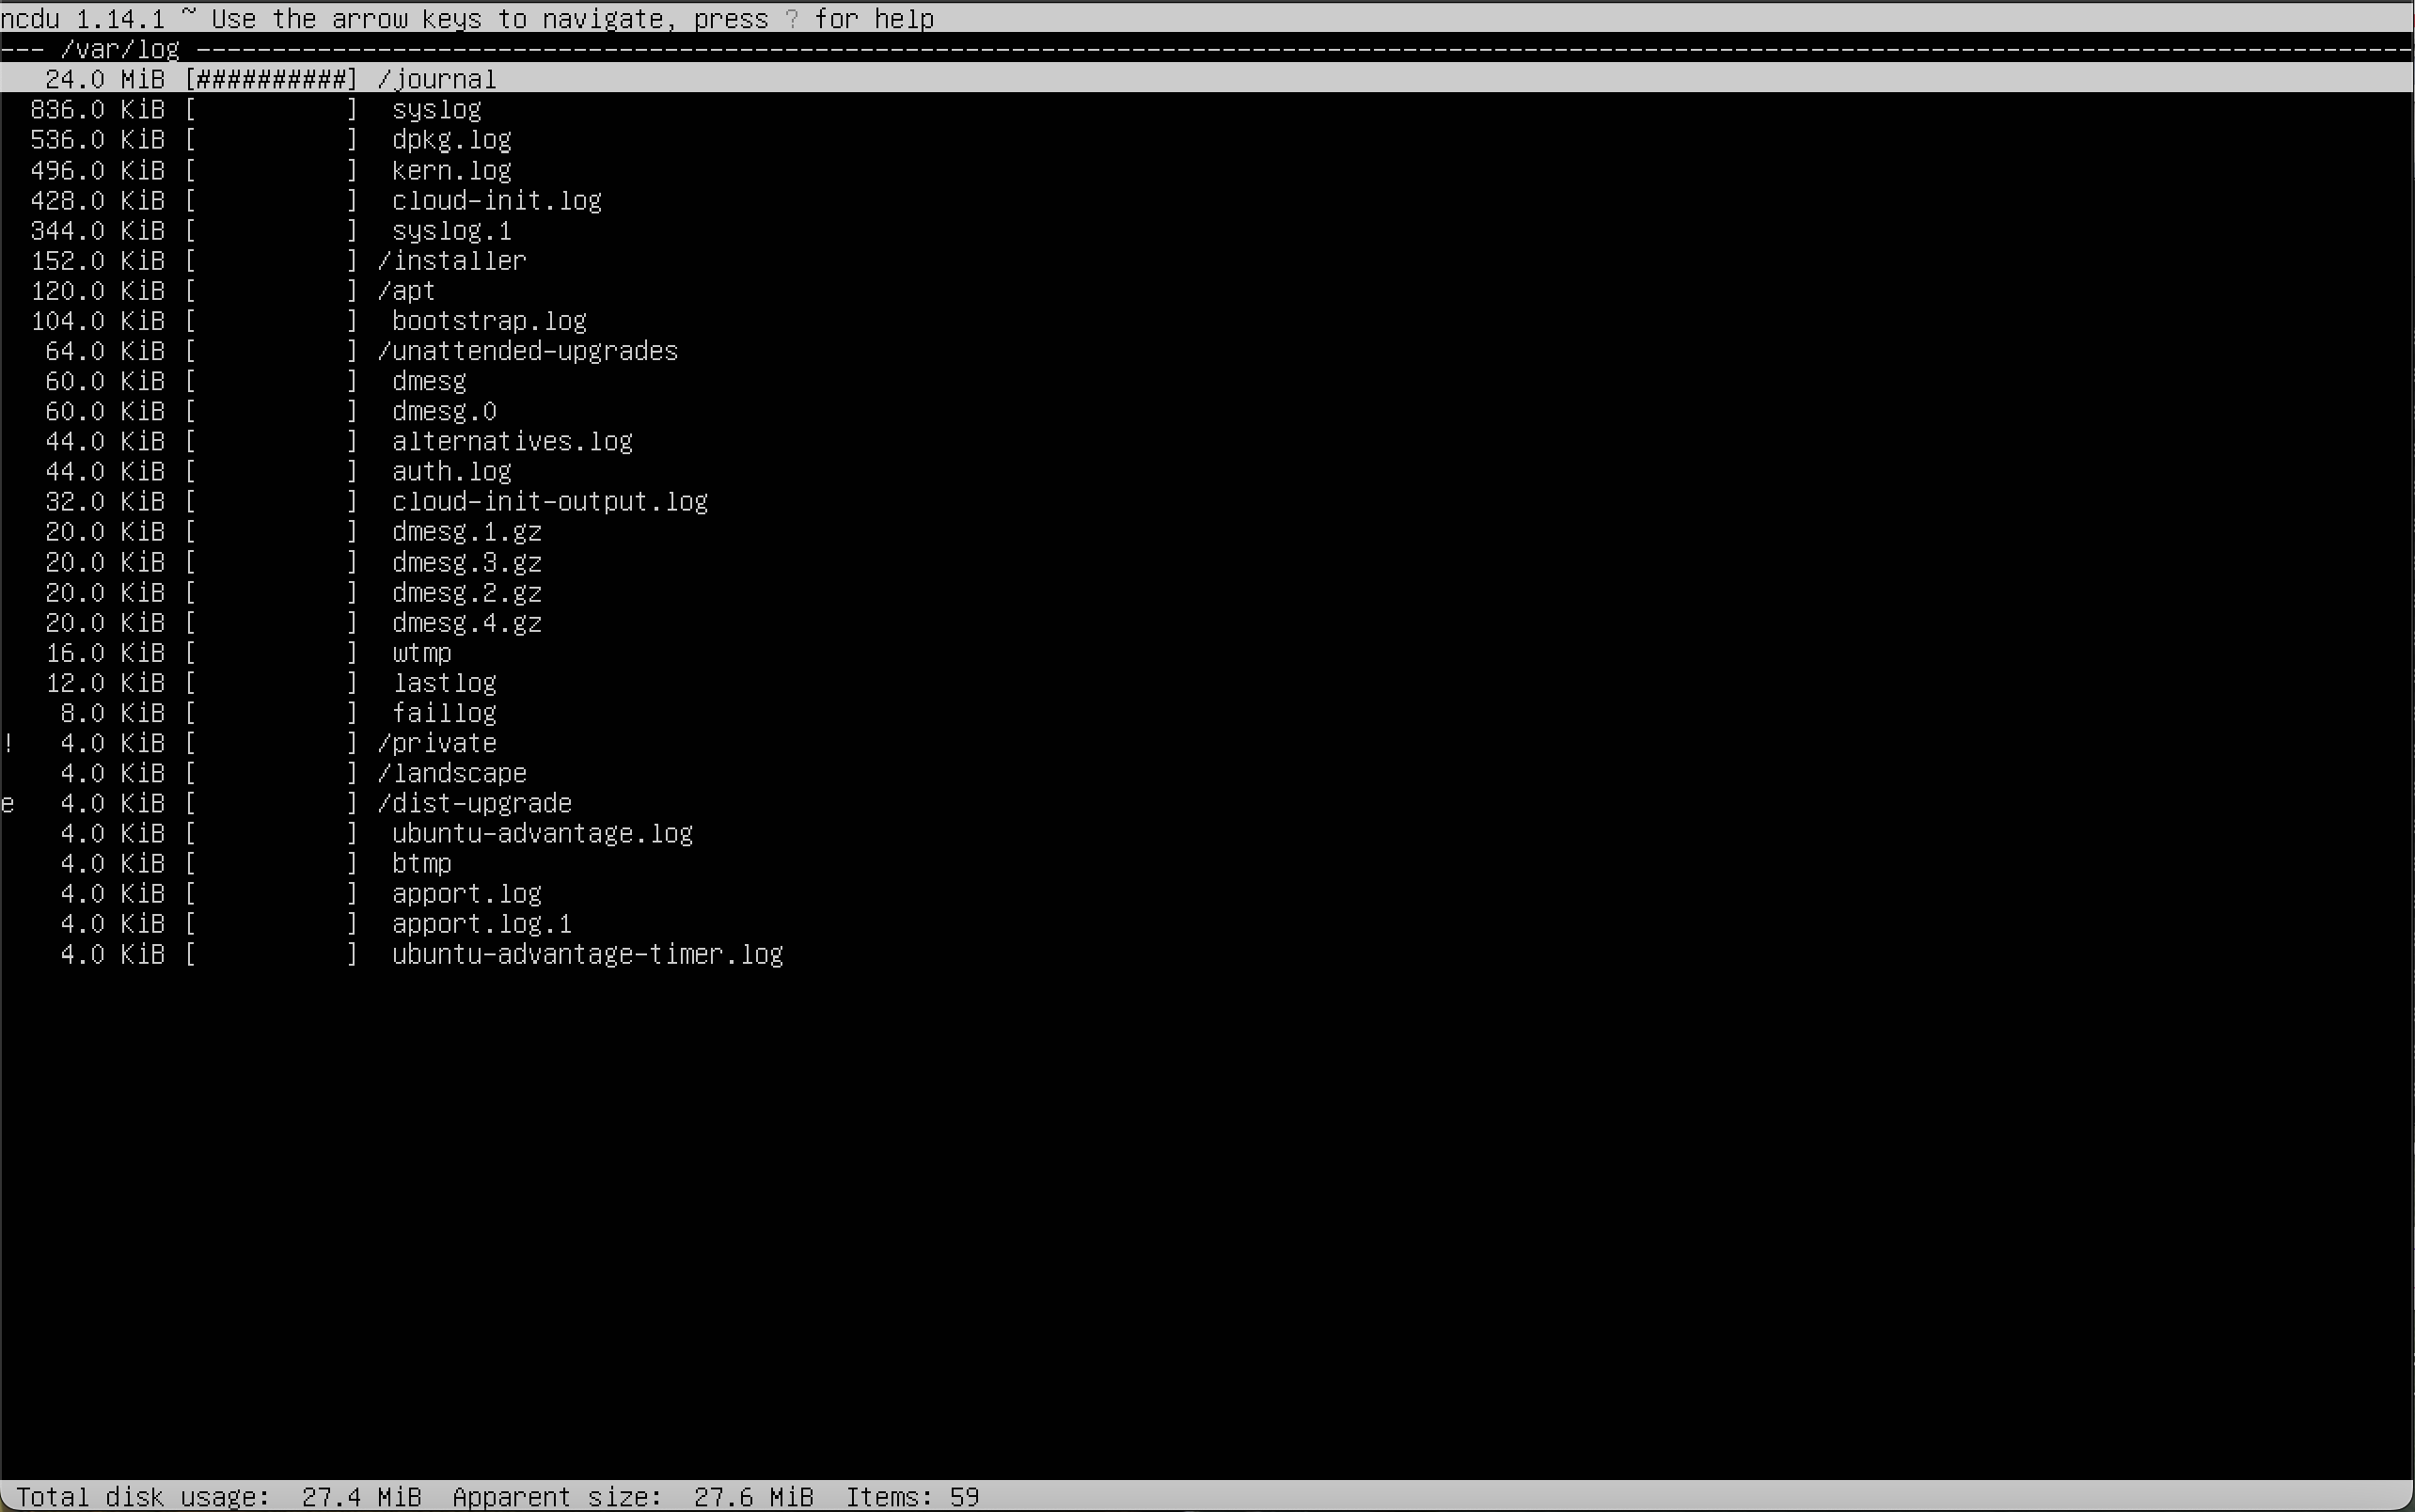 ncdu 1.14.1 ~ Use the arrow keys to navigate, press ? for help
--- /var/log ----------------------------------------------------------------------------------------------------------------------------------------------------
24.0 MiB [##########] /journal
836.0 KiB [          ]  syslog
536.0 KiB [          ]  dpkg.log
496.0 KiB [          ]  kern.log
428.0 KiB [          ]  cloud-init.log
344.0 KiB [          ]  syslog.1
152.0 KiB [          ] /installer
120.0 KiB [          ] /apt
104.0 KiB [          ]  bootstrap.log
64.0 KiB [          ] /unattended-upgrades
60.0 KiB [          ]  dmesg
60.0 KiB [          ]  dmesg.0
44.0 KiB [          ]  alternatives.log
44.0 KiB [          ]  auth.log
32.0 KiB [          ]  cloud-init-output.log
20.0 KiB [          ]  dmesg.1.gz
20.0 KiB [          ]  dmesg.3.gz
20.0 KiB [          ]  dmesg.2.gz
20.0 KiB [          ]  dmesg.4.gz
16.0 KiB [          ]  wtmp
12.0 KiB [          ]  lastlog
8.0 KiB [          ]  faillog
! 4.0 KiB [          ] /private
4.0 KiB [          ] /landscape
e 4.0 KiB [          ] /dist-upgrade
4.0 KiB [          ]  ubuntu-advantage.log
4.0 KiB [          ]  btmp
4.0 KiB [          ]  apport.log
4.0 KiB [          ]  apport.log.1
4.0 KiB [          ]  ubuntu-advantage-timer.log
Total disk usage:  27.4 MiB  Apparent size:  27.6 MiB  Items: 59